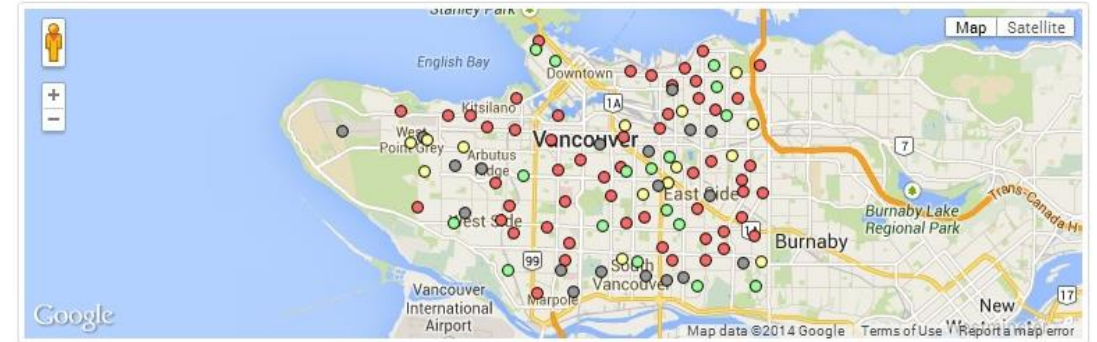 Stanley Park
Map
Satellite
English Bay
Downtown
+
−
1A
Kitsilano
Vancouver
West
Point Grey
Arbutus
Ridge
7
East Side
Trans-Canada H
Burnaby Lake
Regional Park
West Side
1A
Burnaby
99
South
Vancouver
Vancouver
International
Airport
Marpole
17
New
Google
Map data ©2014 Google
Terms of Use
Report a map error